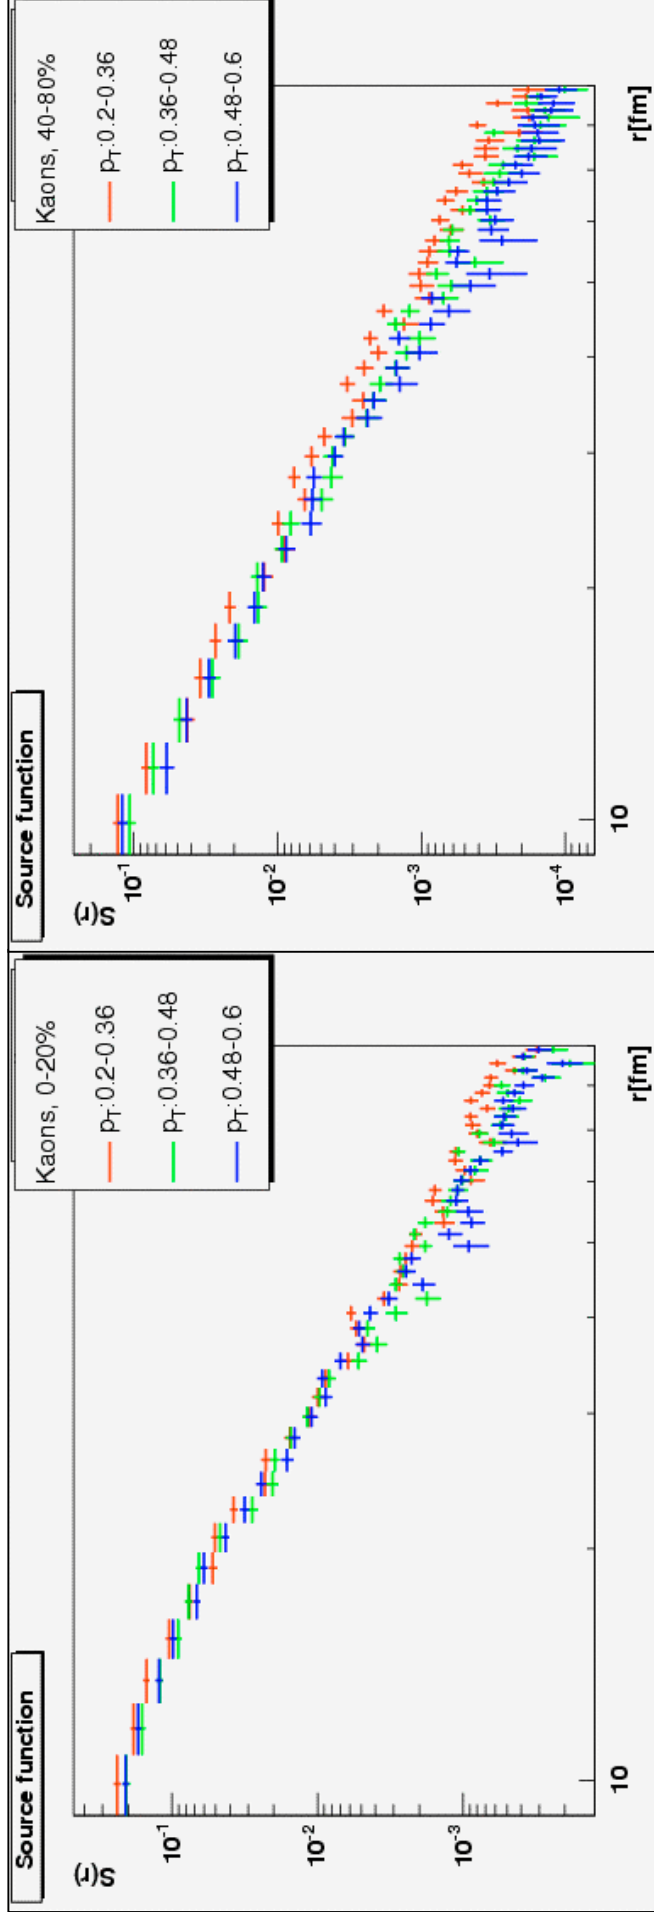 Source function
Kaons, 0-20%
pT:0.2-0.36
pT:0.36-0.48
pT:0.48-0.6
S(r)
10-1
10-2
10-3
10
r[fm]
Source function
Kaons, 40-80%
pT:0.2-0.36
pT:0.36-0.48
pT:0.48-0.6
S(r)
10-1
10-2
10-3
10-4
10
r[fm]